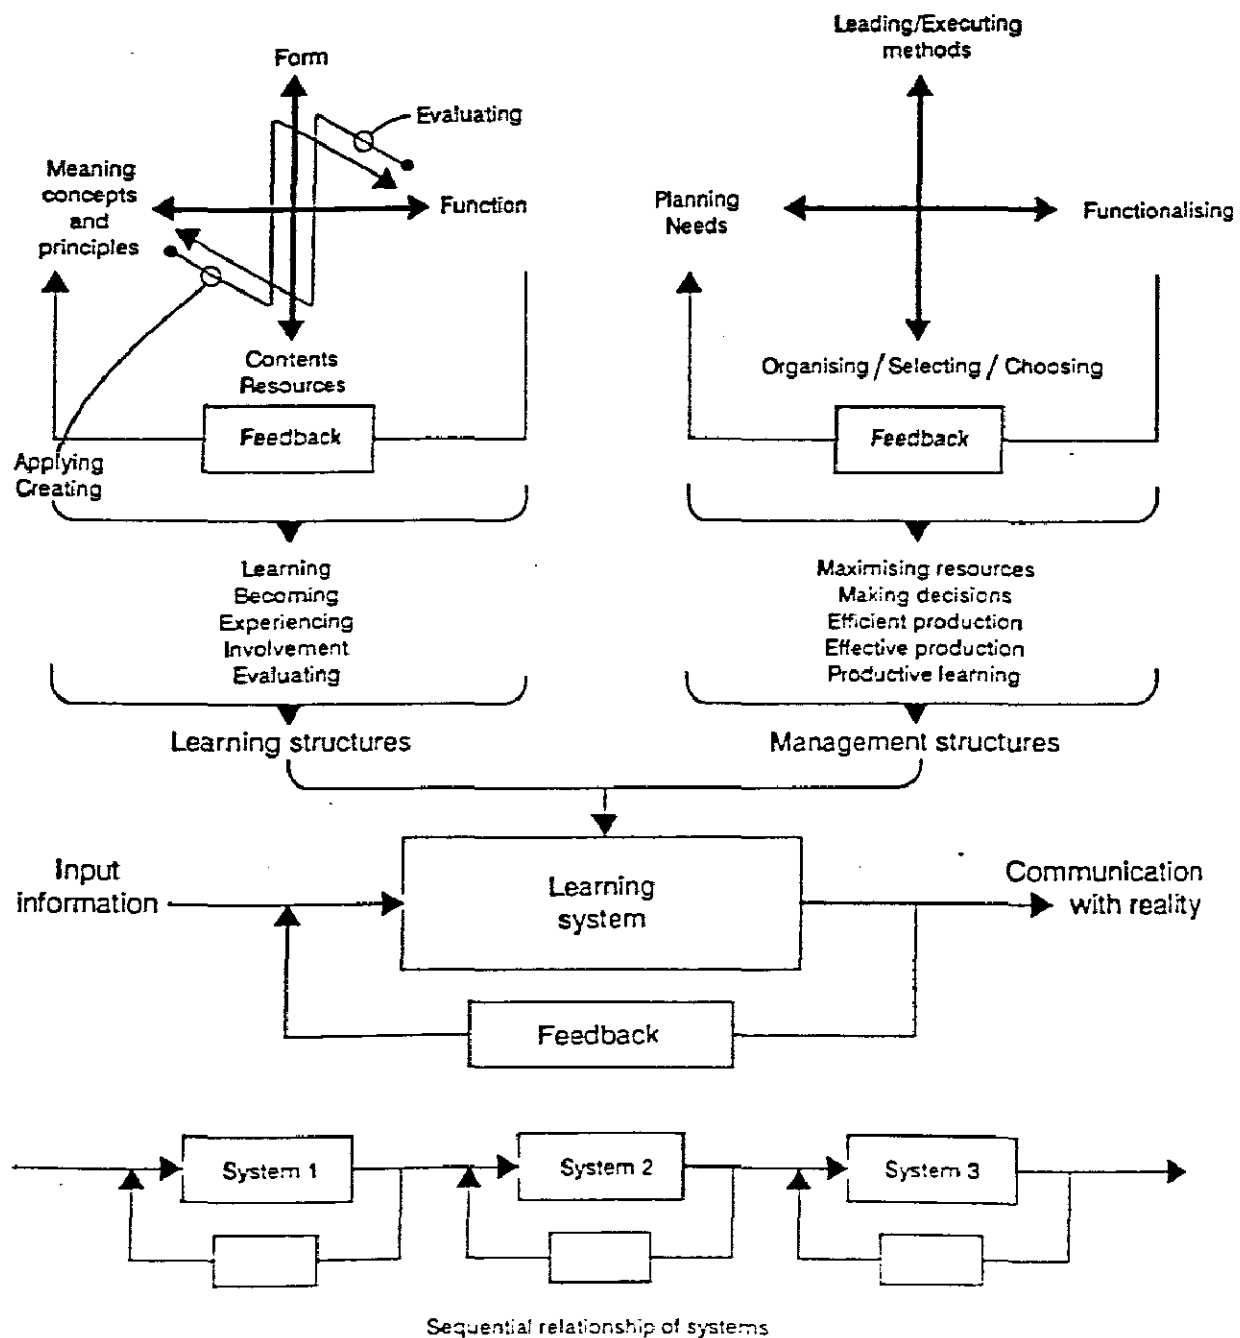 Form
Evaluating
Meaning
concepts
and
principles
Function
Contents
Resources
Feedback
Applying
Creating
Leading/Executing
methods
Planning
Needs
Functionalising
Organising / Selecting / Choosing
Feedback
Learning
Becoming
Experiencing
Involvement
Evaluating
Maximising resources
Making decisions
Efficient production
Effective production
Productive learning
Learning structures
Management structures
Input
information
Learning
system
Communication
with reality
Feedback
System 1
System 2
System 3
Sequential relationship of systems